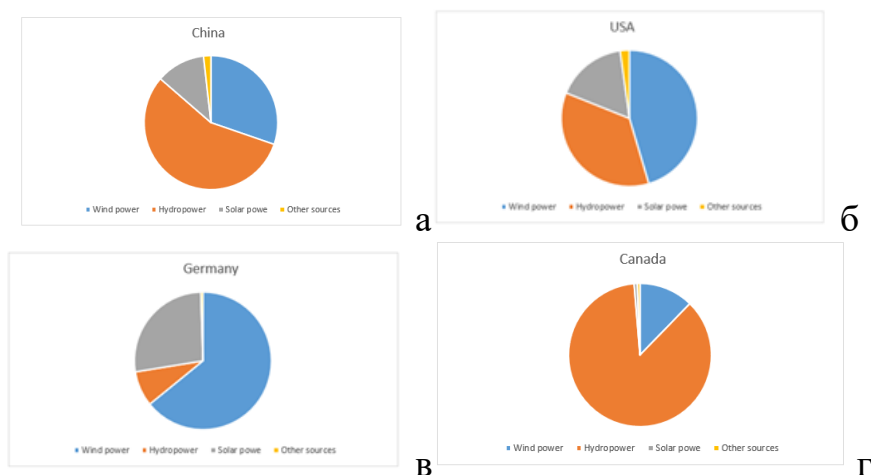 China
Wind power Hydropower Solar powe Other sources
а
USA
Wind power Hydropower Solar powe Other sources
б
Germany
Wind power Hydropower Solar powe Other sources
в
Canada
Wind power Hydropower Solar powe Other sources
г